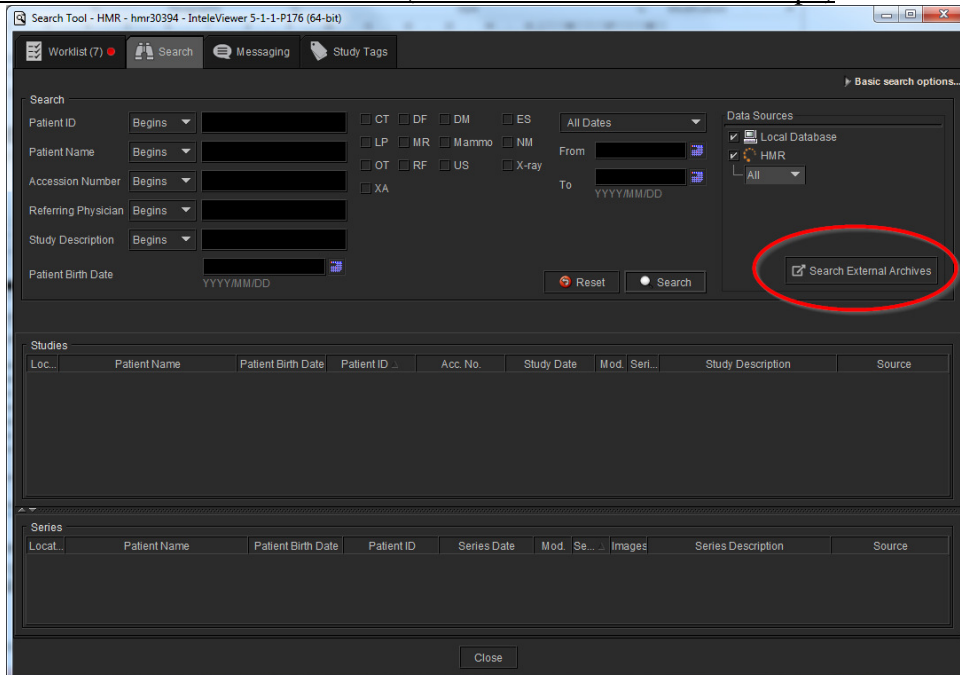 Search Tool - HMR - hmr30394 - InteleViewer 5-1-1-P176 (64-bit)
Worklist (7) Search Messaging Study Tags
Basic search options...
Search
Patient ID Begins CT DF DM ES All Dates Data Sources
Local Database
Patient Name Begins LP MR Mammo NM From HMR
Accession Number Begins OT RF US X-ray To All
XA YYYY/MM/DD
Referring Physician Begins
Study Description Begins
Patient Birth Date Search External Archives
YYYY/MM/DD Reset Search
Studies
Loc... Patient Name Patient Birth Date Patient ID Acc. No. Study Date Mod. Seri... Study Description Source
Series
Locat... Patient Name Patient Birth Date Patient ID Series Date Mod. Se... Images Series Description Source
Close